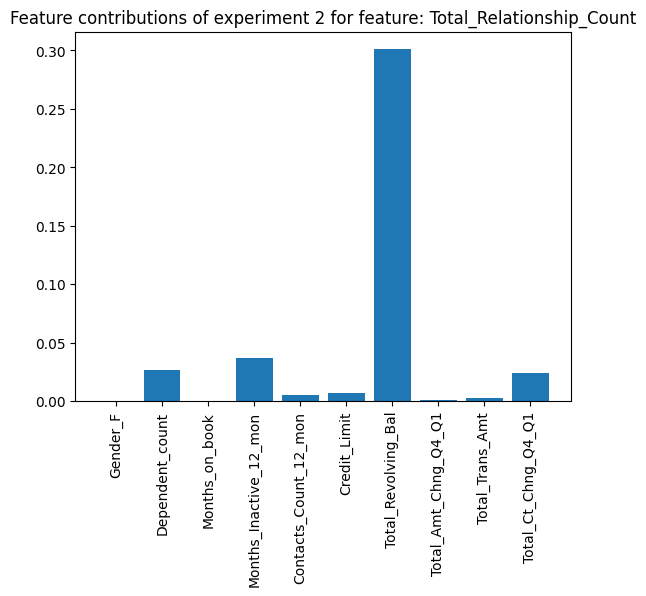 Feature contributions of experiment 2 for feature: Total_Relationship_Count
0.30
0.25
0.20
0.15
0.10
0.05
0.00
Gender_F
Dependent_count
Months_on_book
Months_Inactive_12_mon
Contacts_Count_12_mon
Credit_Limit
Total_Revolving_Bal
Total_Amt_Chng_Q4_Q1
Total_Trans_Amt
Total_Ct_Chng_Q4_Q1